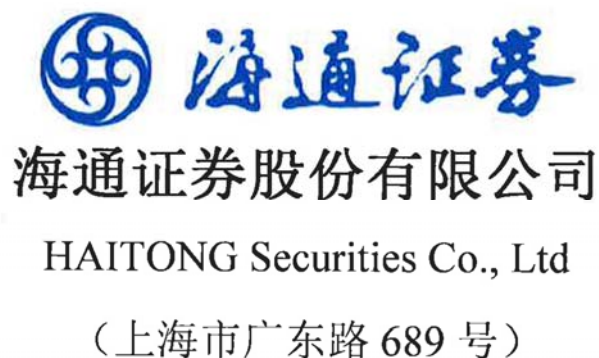 海通证券
海通证券股份有限公司
HAITONG Securities Co., Ltd
（上海市广东路 689 号）